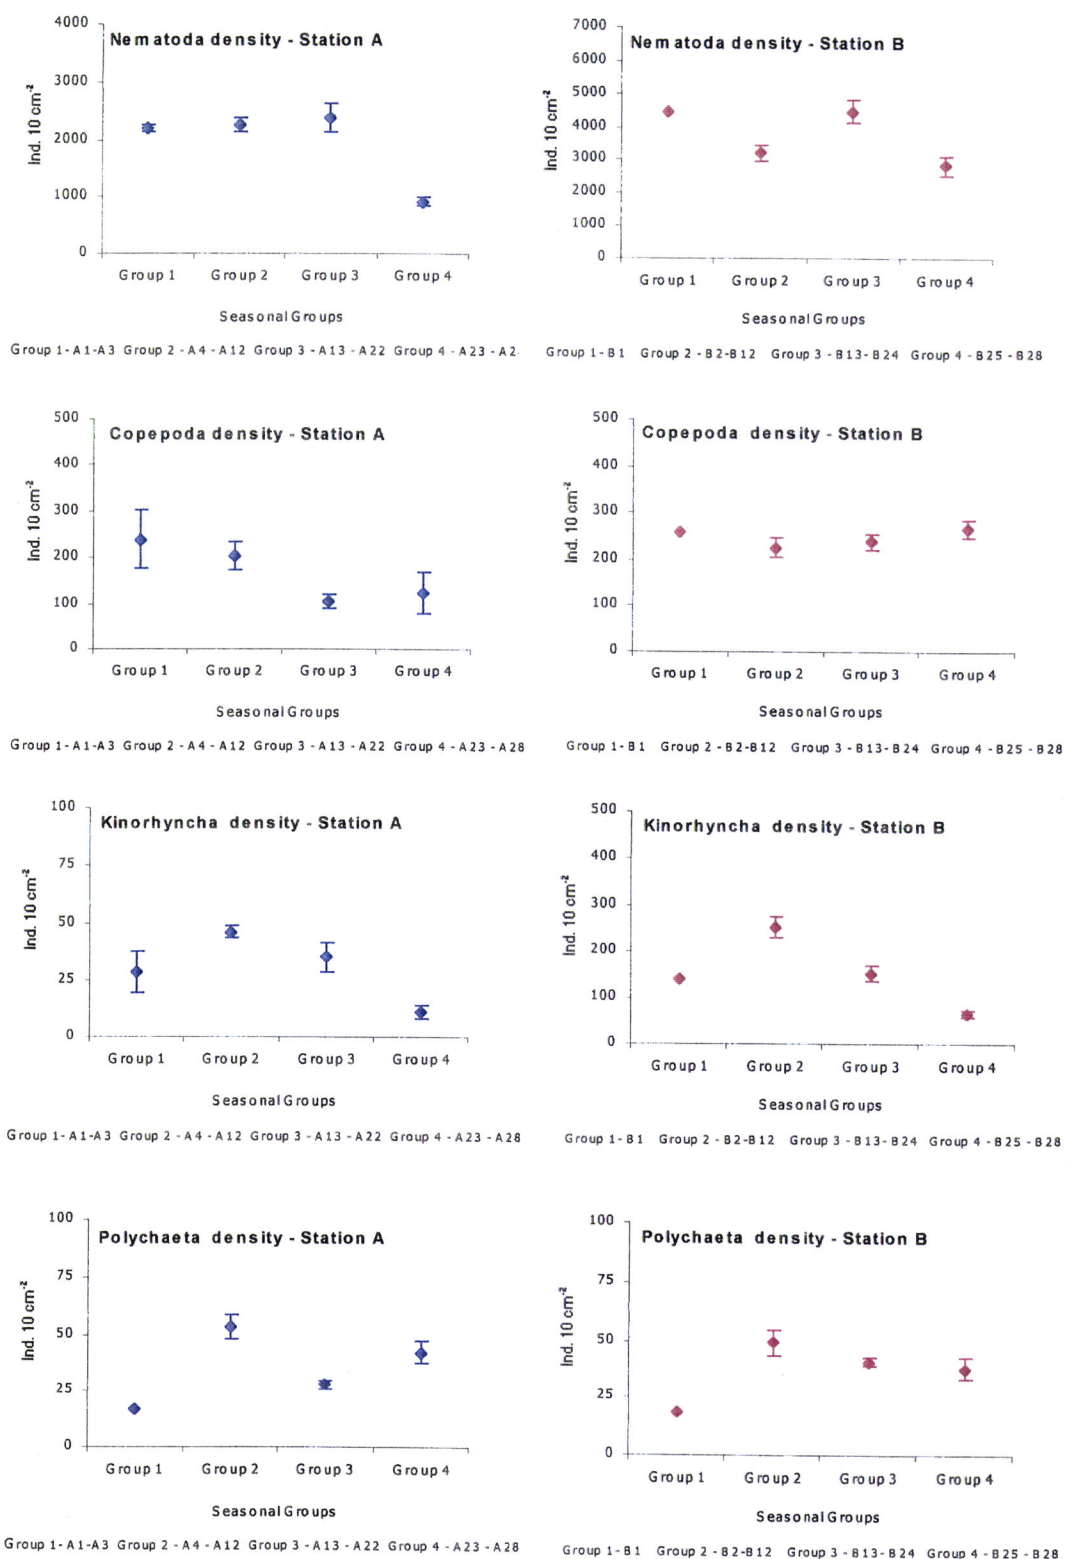 Nematoda density - Station A
4000
3000
2000
1000
0
Ind. 10 cm-2
Group 1 Group 2 Group 3 Group 4
Seasonal Groups
Group 1 - A1 - A3 Group 2 - A4 - A12 Group 3 - A13 - A22 Group 4 - A23 - A2
Nematoda density - Station B
7000
6000
5000
4000
3000
2000
1000
0
Ind. 10 cm-2
Group 1 Group 2 Group 3 Group 4
Seasonal Groups
Group 1 - B1 Group 2 - B2-B12 Group 3 - B13- B24 Group 4 - B25 - B28
Copepoda density - Station A
500
400
300
200
100
0
Ind. 10 cm-2
Group 1 Group 2 Group 3 Group 4
Seasonal Groups
Group 1 - A1 - A3 Group 2 - A4 - A12 Group 3 - A13 - A22 Group 4 - A23 - A28
Copepoda density - Station B
500
400
300
200
100
0
Ind. 10 cm-2
Group 1 Group 2 Group 3 Group 4
Seasonal Groups
Group 1 - B1 Group 2 - B2-B12 Group 3 - B13- B24 Group 4 - B25 - B28
Kinorhyncha density - Station A
100
75
50
25
0
Ind. 10 cm-2
Group 1 Group 2 Group 3 Group 4
Seasonal Groups
Group 1 - A1 - A3 Group 2 - A4 - A12 Group 3 - A13 - A22 Group 4 - A23 - A28
Kinorhyncha density - Station B
500
400
300
200
100
0
Ind. 10 cm-2
Group 1 Group 2 Group 3 Group 4
Seasonal Groups
Group 1 - B1 Group 2 - B2-B12 Group 3 - B13- B24 Group 4 - B25 - B28
Polychaeta density - Station A
100
75
50
25
0
Ind. 10 cm-2
Group 1 Group 2 Group 3 Group 4
Seasonal Groups
Group 1 - A1 - A3 Group 2 - A4 - A12 Group 3 - A13 - A22 Group 4 - A23 - A28
Polychaeta density - Station B
100
75
50
25
0
Ind. 10 cm-2
Group 1 Group 2 Group 3 Group 4
Seasonal Groups
Group 1 - B1 Group 2 - B2-B12 Group 3 - B13- B24 Group 4 - B25 - B28